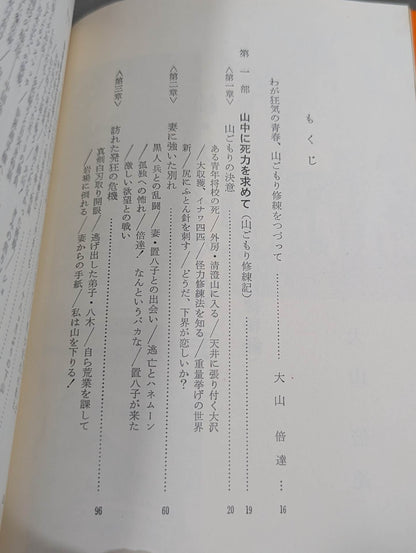 もくじ
わが狂気の青春、山ごもり修練をつづって………………大山倍達…16
第一部　山中に死力を求めて（山ごもり修練記）………………19
〈第一章〉山ごもりの決意………………20
ある青年将校の死／外房・清澄山に入る／天井に張り付く大沢
／大収獲、イナワ四匹／怪力修練法を知る／重量挙げの世界
新／尻にふとん針を刺す／どうだ、下界が恋しいか？
〈第二章〉妻に強いた別れ………………60
黒人兵との乱闘／妻・置八子との出会い／逃亡とハネムーン
／孤独への惧れ／倍達！　なんというバカな／置八子が来た
／激しい欲望との戦い
〈第三章〉訪れた発狂の危機………………96
真剣白刃取り開眼／逃げ出した弟子・八木／自ら荒業を課して
／岩場に倒れる／妻からの手紙／私は山を下りる！